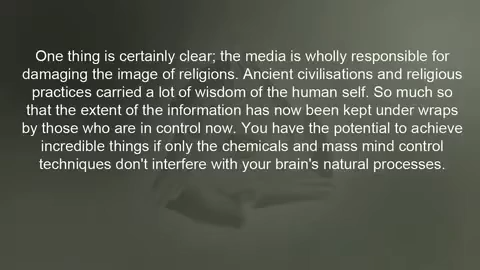 One thing is certainly clear; the media is wholly responsible for
damaging the image of religions. Ancient civilisations and religious
practices carried a lot of wisdom of the human self. So much so
that the extent of the information has now been kept under wraps
by those who are in control now. You have the potential to achieve
incredible things if only the chemicals and mass mind control
techniques don't interfere with your brain's natural processes.